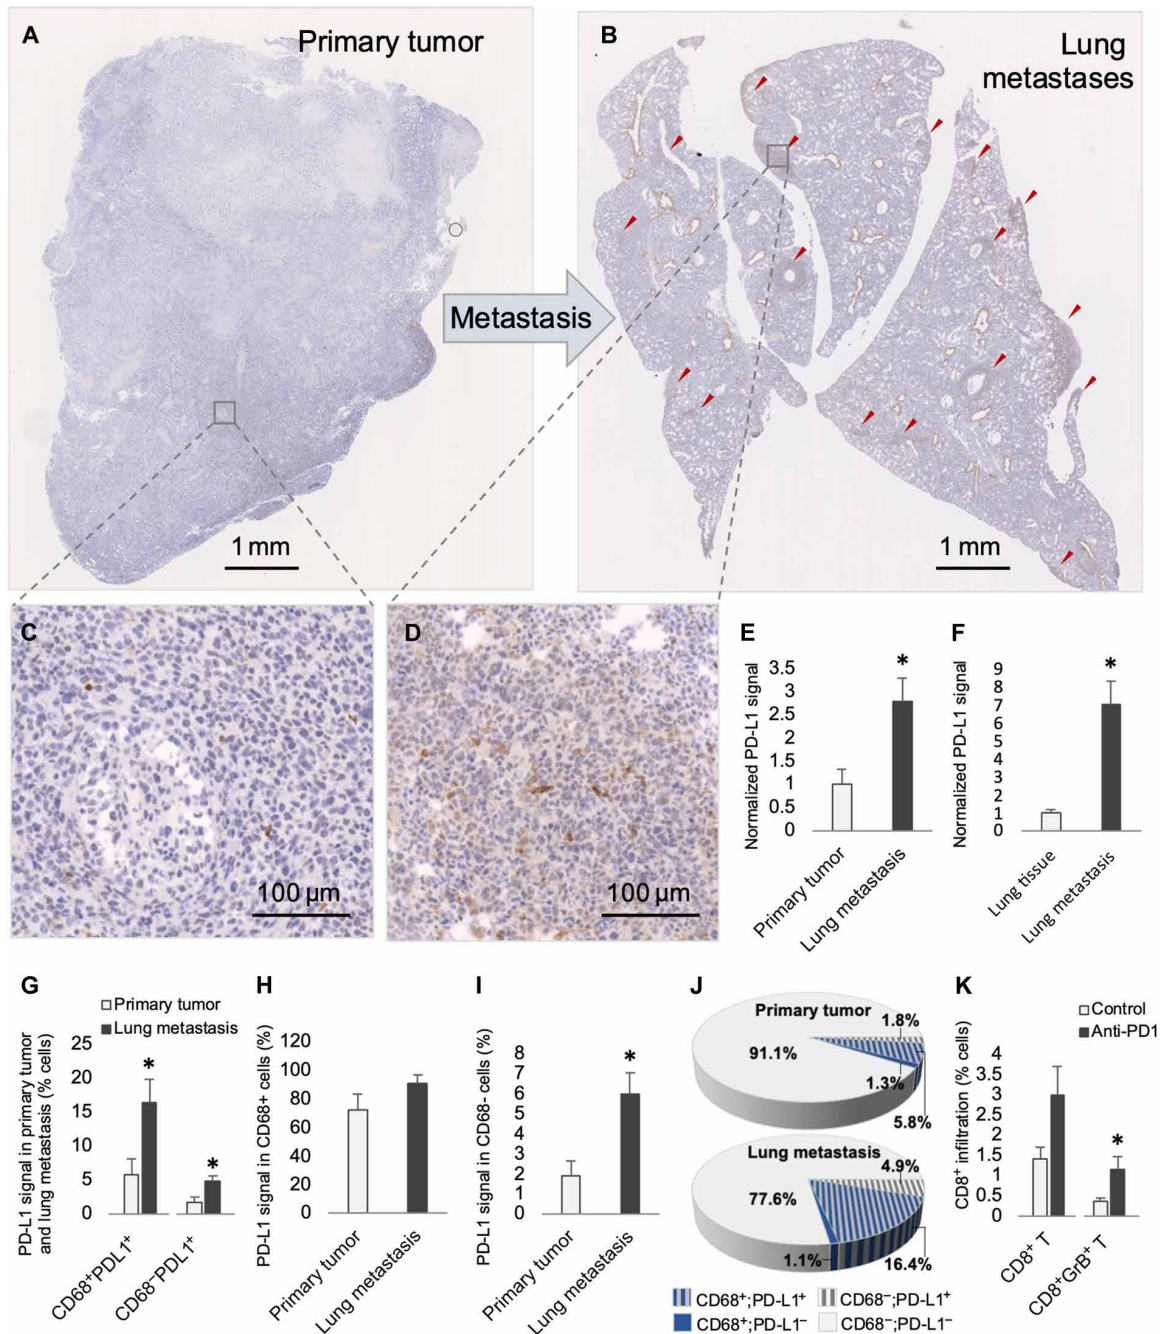 A
Primary tumor
B
Lung
metastases
Metastasis
1 mm
1 mm
C
100 µm
D
100 µm
E
Normalized PD-L1 signal
3.5
3
2.5
2
1.5
1
0.5
0
*
Primary tumor
Lung metastasis
F
Normalized PD-L1 signal
9
8
7
6
5
4
3
2
1
0
*
Lung tissue
Lung metastasis
G
Primary tumor
Lung metastasis
PD-L1 signal in primary tumor
and lung metastasis (% cells)
25
20
15
10
5
0
*
*
CD68⁺PDL1⁺
CD68⁻PDL1⁺
H
PD-L1 signal in CD68+ cells (%)
120
100
80
60
40
20
0
Primary tumor
Lung metastasis
I
PD-L1 signal in CD68- cells (%)
8
7
6
5
4
3
2
1
0
*
Primary tumor
Lung metastasis
J
Primary tumor
1.8%
91.1%
1.3%
5.8%
Lung metastasis
4.9%
77.6%
1.1%
16.4%
CD68⁺;PD-L1⁺
CD68⁻;PD-L1⁺
CD68⁺;PD-L1⁻
CD68⁻;PD-L1⁻
K
Control
Anti-PD1
CD8⁺ infiltration (% cells)
4
3.5
3
2.5
2
1.5
1
0.5
0
*
CD8⁺ T
CD8⁺GrB⁺ T